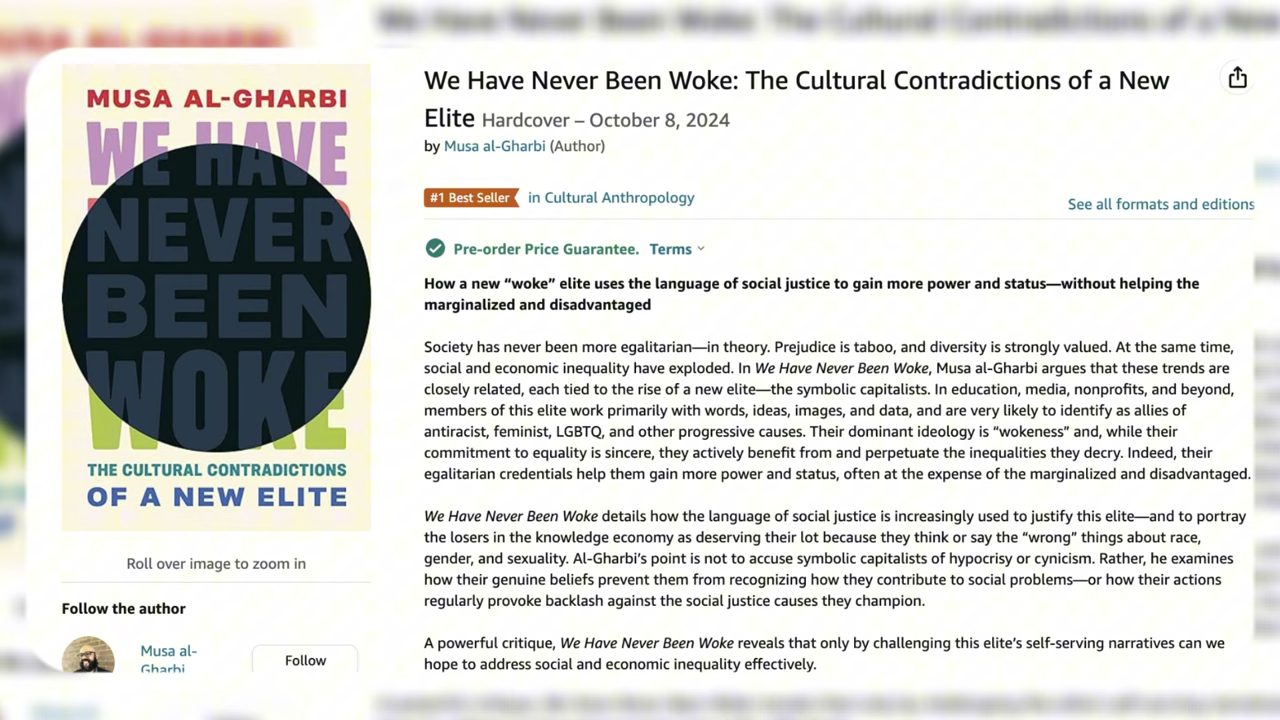 MUSA AL-GHARBI
WE HAVE
NEVER
BEEN
WOKE
THE CULTURAL CONTRADICTIONS
OF A NEW ELITE
Roll over image to zoom in
Follow the author
Musa al-
Gharbi
Follow
We Have Never Been Woke: The Cultural Contradictions of a New
Elite Hardcover – October 8, 2024
by Musa al-Gharbi (Author)
#1 Best Seller in Cultural Anthropology
See all formats and editions
Pre-order Price Guarantee. Terms
How a new “woke” elite uses the language of social justice to gain more power and status—without helping the
marginalized and disadvantaged
Society has never been more egalitarian—in theory. Prejudice is taboo, and diversity is strongly valued. At the same time,
social and economic inequality have exploded. In We Have Never Been Woke, Musa al-Gharbi argues that these trends are
closely related, each tied to the rise of a new elite—the symbolic capitalists. In education, media, nonprofits, and beyond,
members of this elite work primarily with words, ideas, images, and data, and are very likely to identify as allies of
antiracist, feminist, LGBTQ, and other progressive causes. Their dominant ideology is “wokeness” and, while their
commitment to equality is sincere, they actively benefit from and perpetuate the inequalities they decry. Indeed, their
egalitarian credentials help them gain more power and status, often at the expense of the marginalized and disadvantaged.
We Have Never Been Woke details how the language of social justice is increasingly used to justify this elite—and to portray
the losers in the knowledge economy as deserving their lot because they think or say the “wrong” things about race,
gender, and sexuality. Al-Gharbi’s point is not to accuse symbolic capitalists of hypocrisy or cynicism. Rather, he examines
how their genuine beliefs prevent them from recognizing how they contribute to social problems—or how their actions
regularly provoke backlash against the social justice causes they champion.
A powerful critique, We Have Never Been Woke reveals that only by challenging this elite’s self-serving narratives can we
hope to address social and economic inequality effectively.